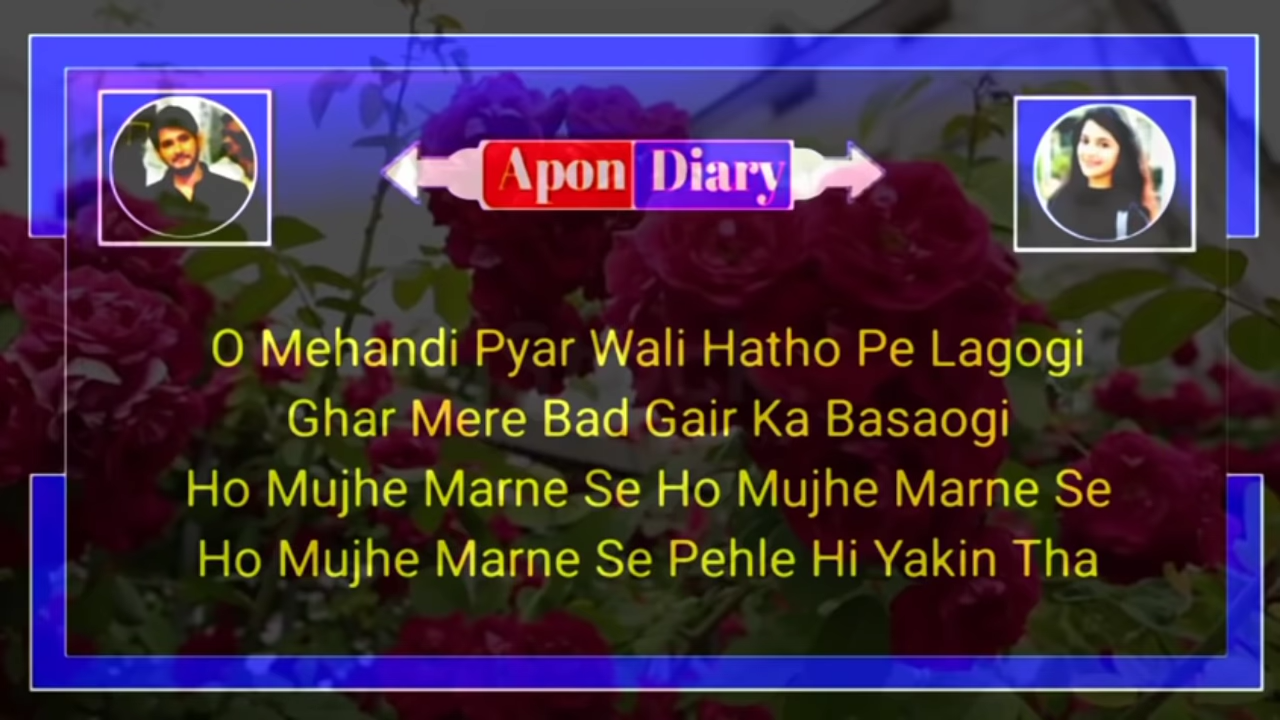 Apon Diary
O Mehandi Pyar Wali Hatho Pe Lagogi
Ghar Mere Bad Gair Ka Basaogi
Ho Mujhe Marne Se Ho Mujhe Marne Se
Ho Mujhe Marne Se Pehle Hi Yakin Tha